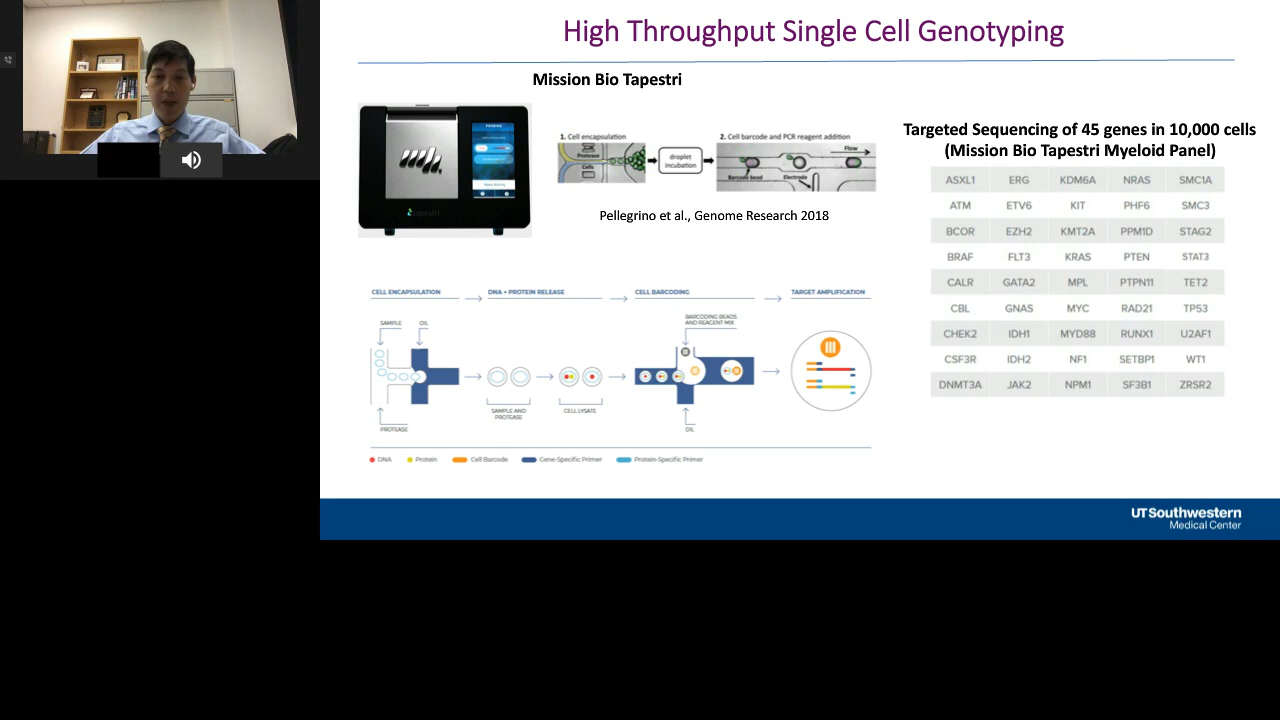 High Throughput Single Cell Genotyping
Mission Bio Tapestri
1. Cell encapsulation
Protease
Cells
droplet
incubation
2. Cell barcode and PCR reagent addition
Flow
Barcode bead
Electrode
Pellegrino et al., Genome Research 2018
tapestri
Targeted Sequencing of 45 genes in 10,000 cells
(Mission Bio Tapestri Myeloid Panel)
ASXL1 ERG KDM6A NRAS SMC1A
ATM ETV6 KIT PHF6 SMC3
BCOR EZH2 KMT2A PPM1D STAG2
BRAF FLT3 KRAS PTEN STAT3
CALR GATA2 MPL PTPN11 TET2
CBL GNAS MYC RAD21 TP53
CHEK2 IDH1 MYD88 RUNX1 U2AF1
CSF3R IDH2 NF1 SETBP1 WT1
DNMT3A JAK2 NPM1 SF3B1 ZRSR2
CELL ENCAPSULATION
DNA + PROTEIN RELEASE
CELL BARCODING
TARGET AMPLIFICATION
SAMPLE
OIL
PROTEASE
SAMPLE AND
PROTEASE
CELL LYSATE
BARCODING BEADS
AND REAGENT MIX
OIL
DNA
Protein
Cell Barcode
Gene-Specific Primer
Protein-Specific Primer
UTSouthwestern
Medical Center